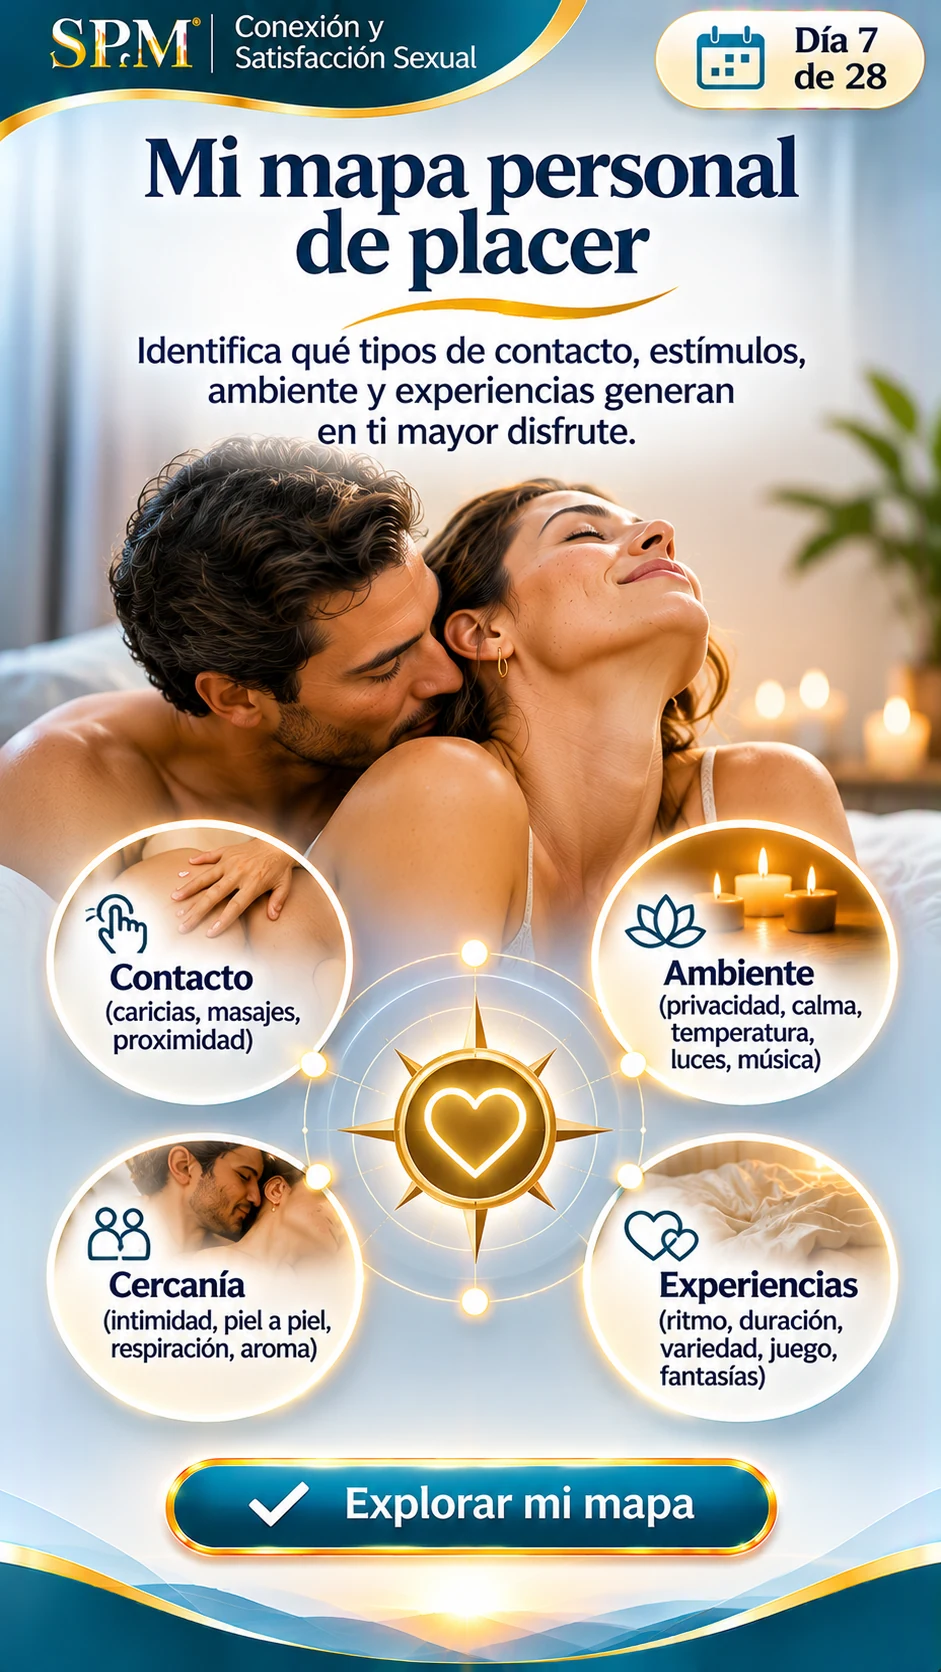 SPM®
Conexión y
Satisfacción Sexual
Día 7
de 28
Mi mapa personal
de placer
Identifica qué tipos de contacto, estímulos,
ambiente y experiencias generan
en ti mayor disfrute.
Contacto
(caricias, masajes,
proximidad)
Ambiente
(privacidad, calma,
temperatura,
luces, música)
Cercanía
(intimidad, piel a piel,
respiración, aroma)
Experiencias
(ritmo, duración,
variedad, juego,
fantasías)
Explorar mi mapa